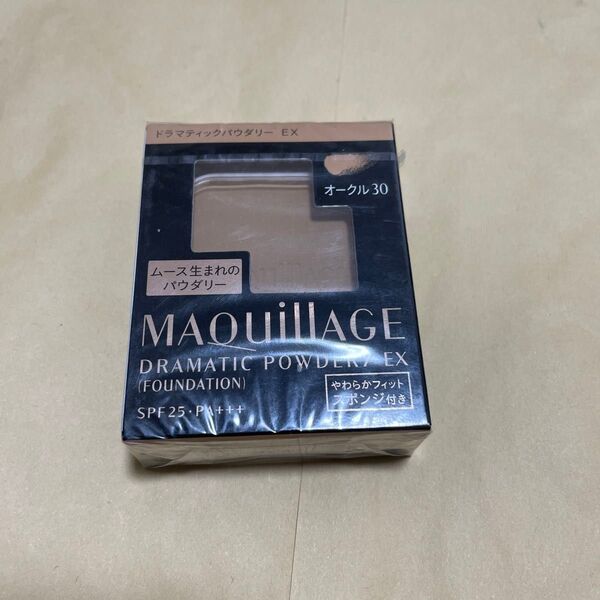 ドラマティックパウダリー EX
オークル30
ムース生まれの
パウダリー
MAQuillAGE
DRAMATIC POWDERY EX
(FOUNDATION)
やわらかフィット
スポンジ付き
SPF25・PA+++